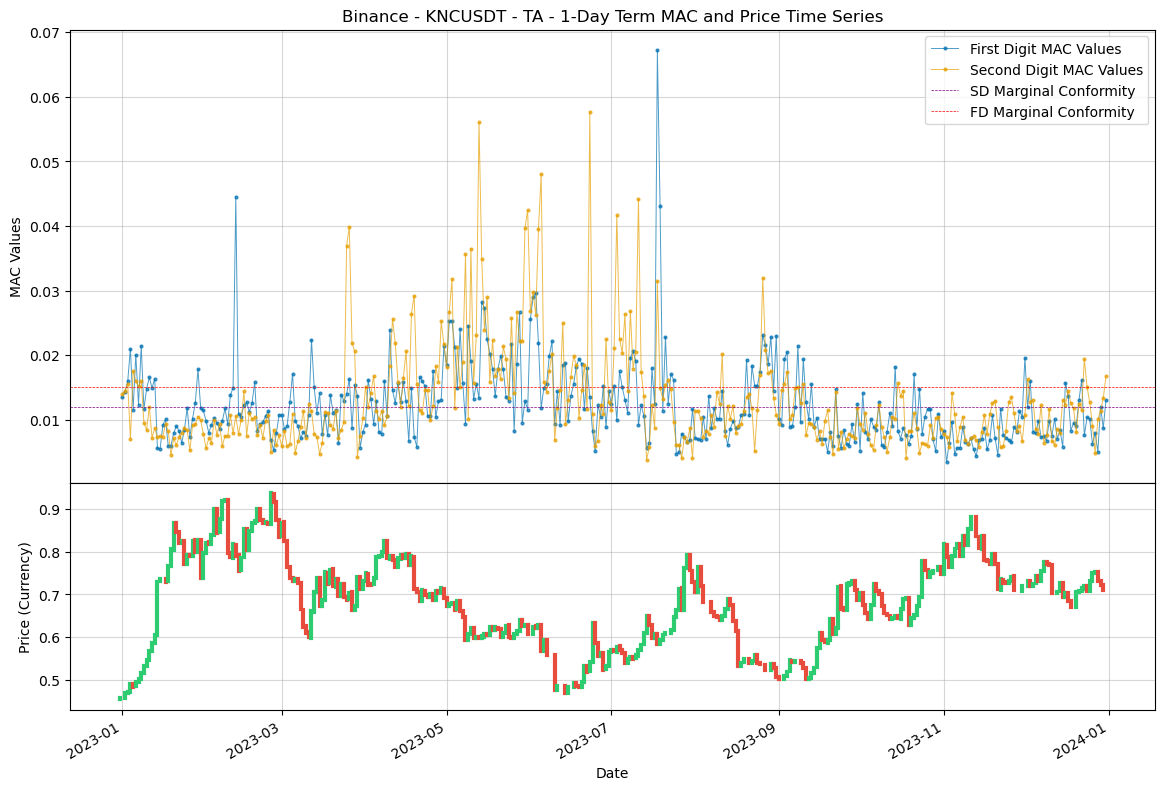 Binance - KNCUSDT - TA - 1-Day Term MAC and Price Time Series
First Digit MAC Values
Second Digit MAC Values
SD Marginal Conformity
FD Marginal Conformity
MAC Values
0.07
0.06
0.05
0.04
0.03
0.02
0.01
Price (Currency)
0.9
0.8
0.7
0.6
0.5
2023-01
2023-03
2023-05
2023-07
2023-09
2023-11
2024-01
Date